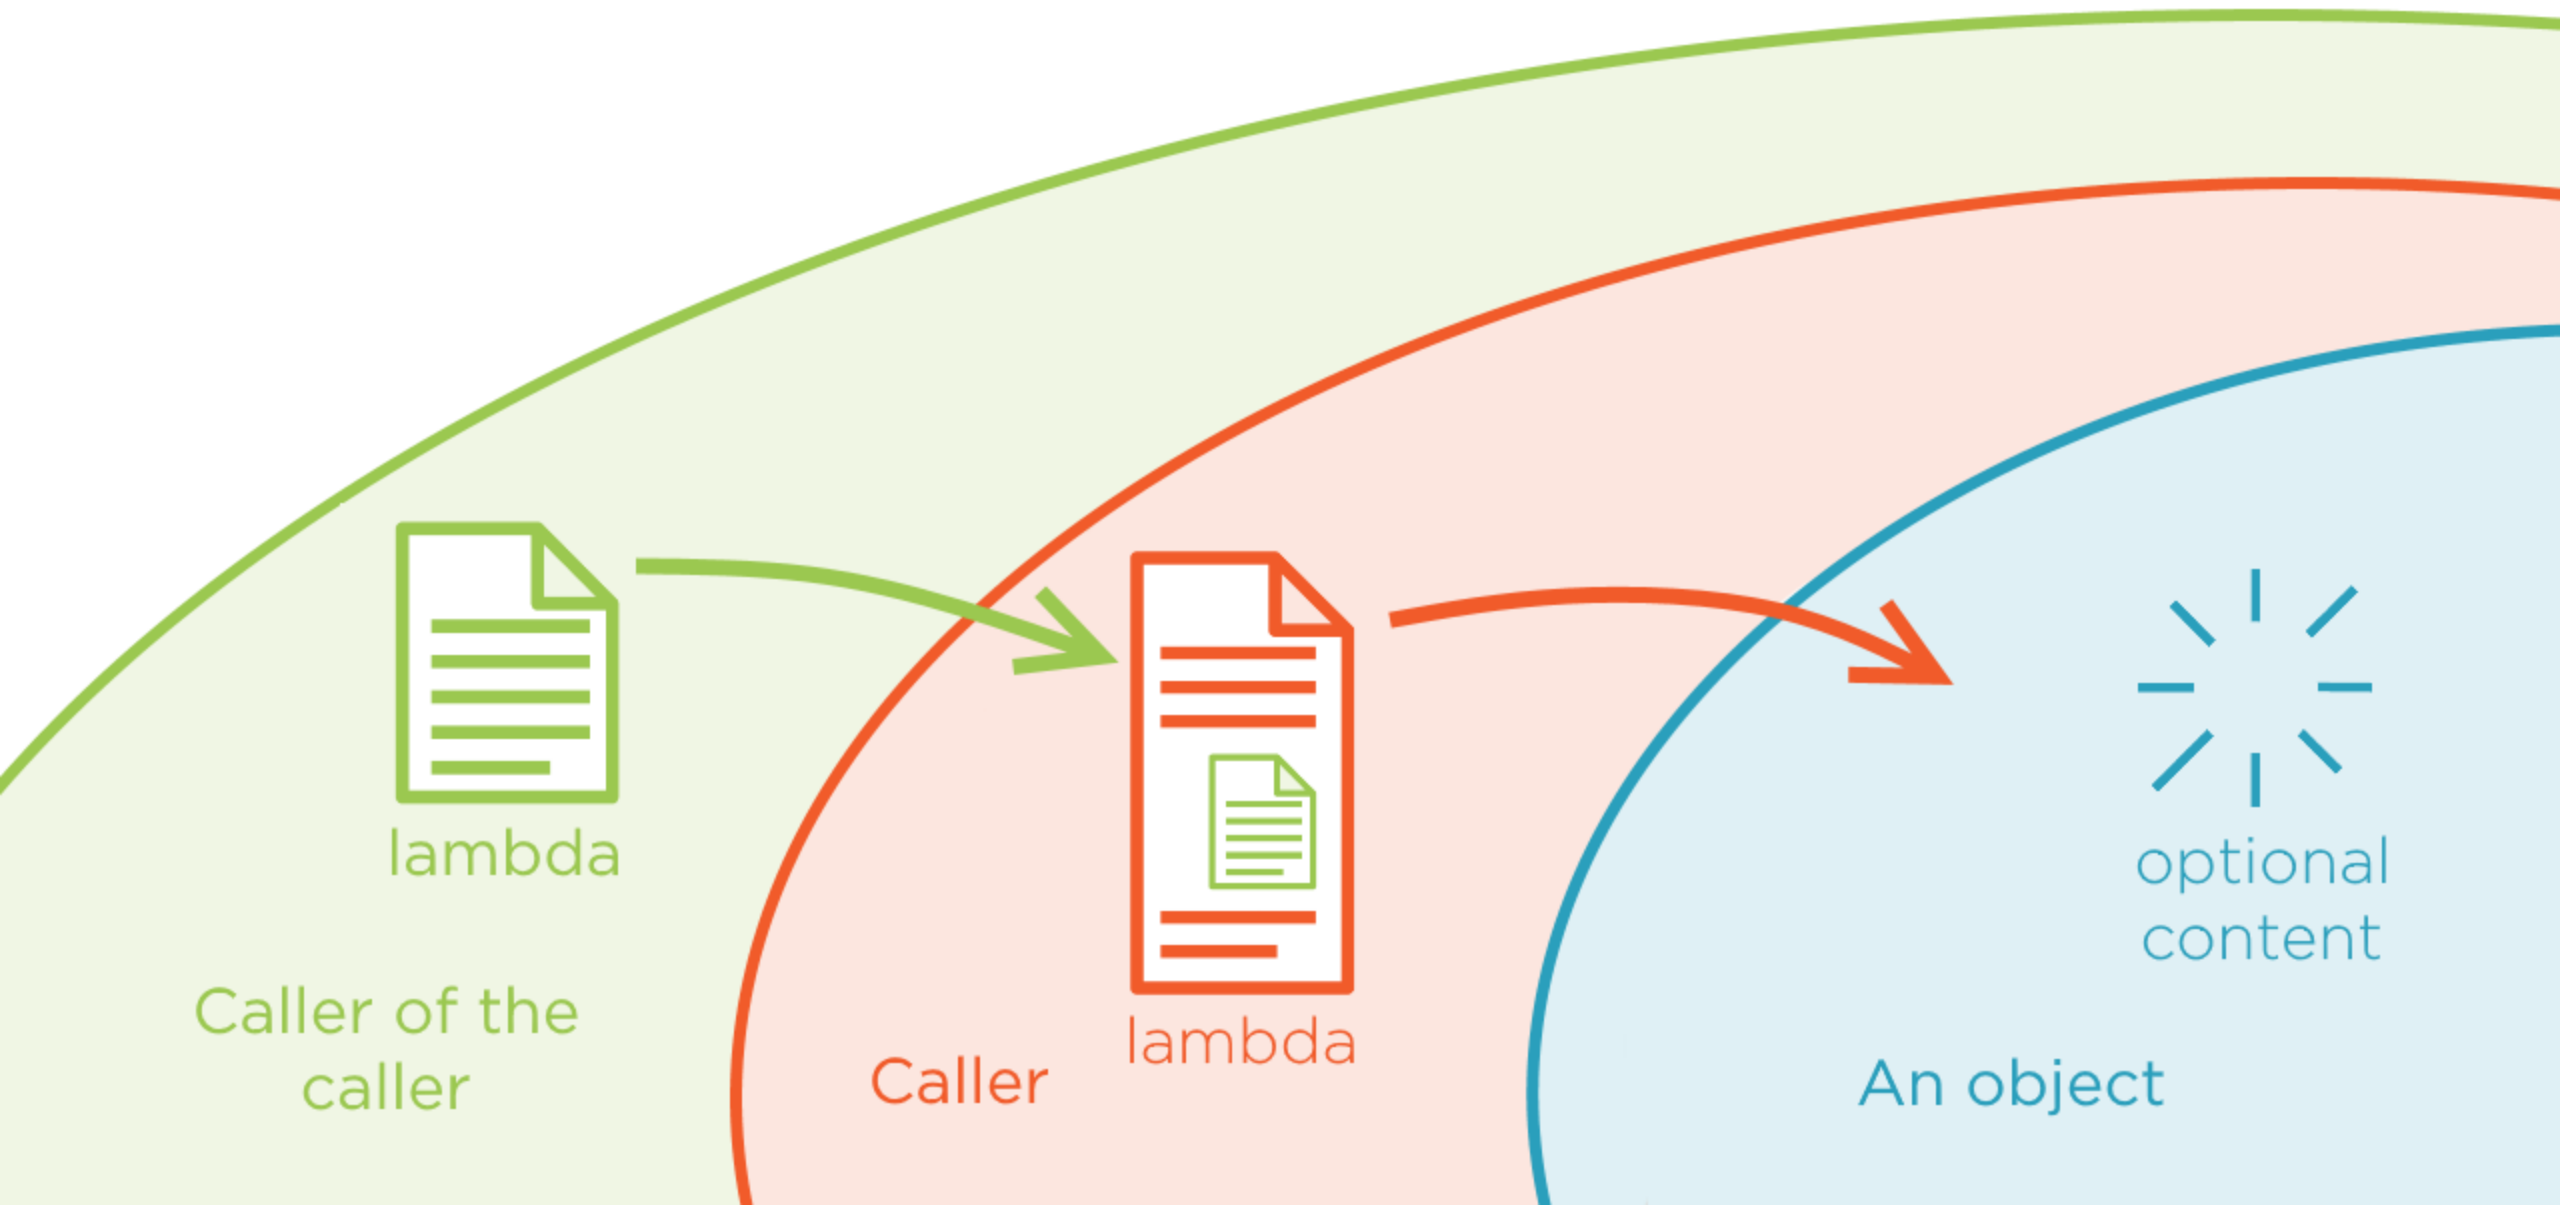 lambda
Caller of the
caller
lambda
Caller
optional
content
An object